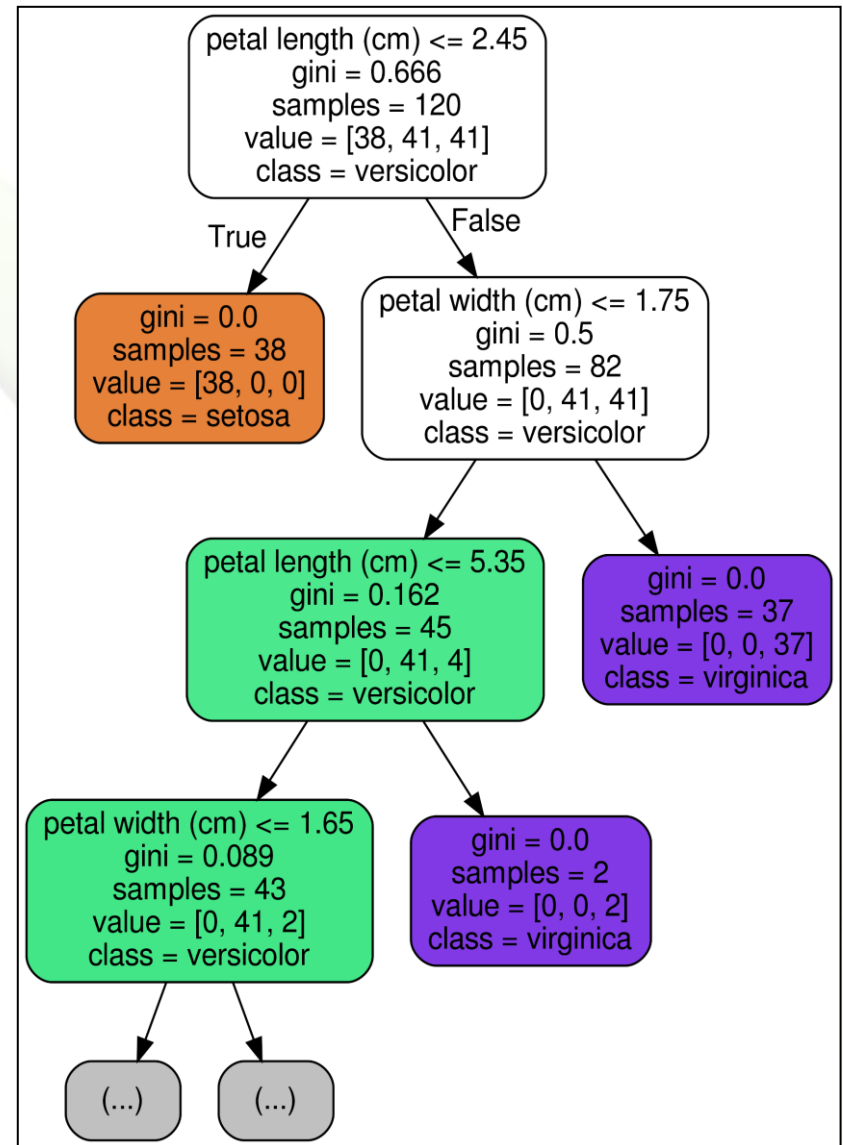 petal length (cm) <= 2.45
gini = 0.666
samples = 120
value = [38, 41, 41]
class = versicolor
True
False
gini = 0.0
samples = 38
value = [38, 0, 0]
class = setosa
petal width (cm) <= 1.75
gini = 0.5
samples = 82
value = [0, 41, 41]
class = versicolor
petal length (cm) <= 5.35
gini = 0.162
samples = 45
value = [0, 41, 4]
class = versicolor
gini = 0.0
samples = 37
value = [0, 0, 37]
class = virginica
petal width (cm) <= 1.65
gini = 0.089
samples = 43
value = [0, 41, 2]
class = versicolor
gini = 0.0
samples = 2
value = [0, 0, 2]
class = virginica
(...)
(...)